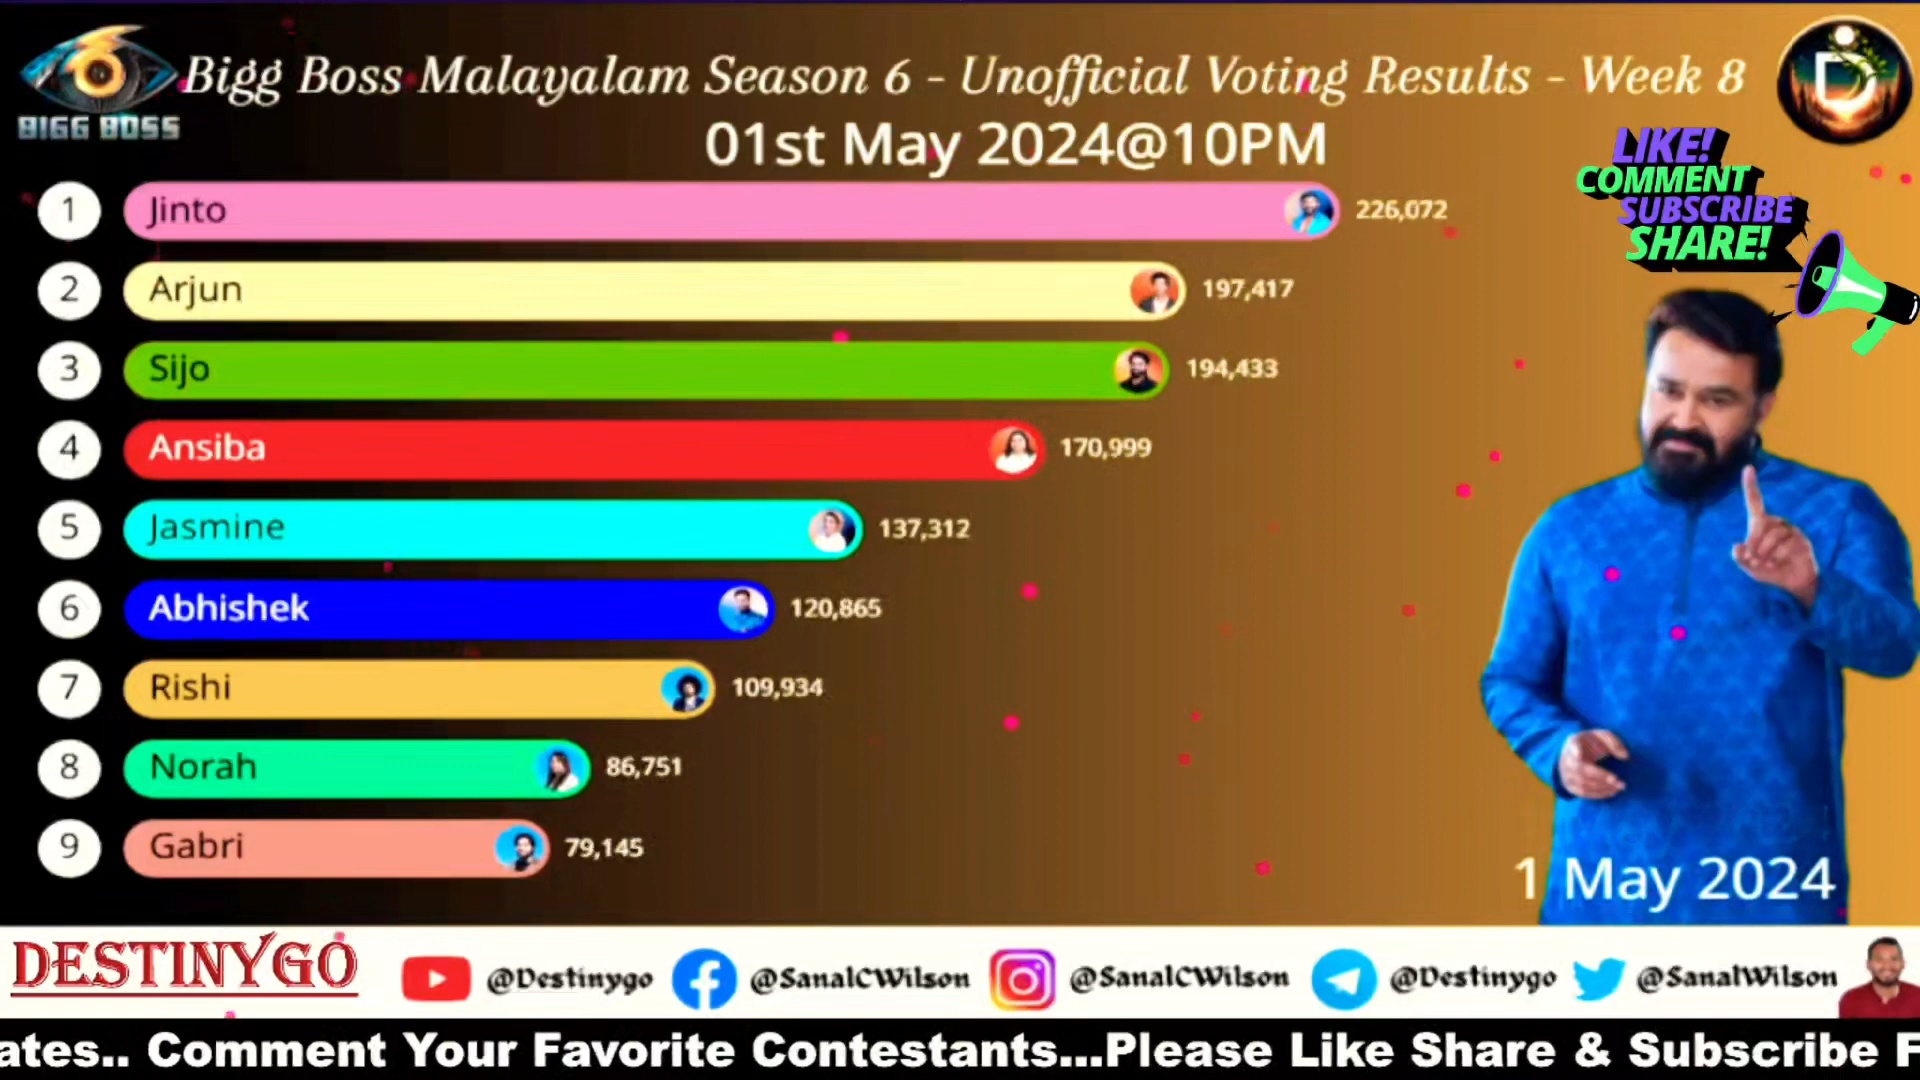 Bigg Boss Malayalam Season 6 - Unofficial Voting Results - Week 8
BIGG BOSS
01st May 2024@10PM
LIKE!
COMMENT
SUBSCRIBE
SHARE!
1 Jinto 226,072
2 Arjun 197,417
3 Sijo 194,433
4 Ansiba 170,999
5 Jasmine 137,312
6 Abhishek 120,865
7 Rishi 109,934
8 Norah 86,751
9 Gabri 79,145
1 May 2024
DESTINYGO @Destinygo @SanalCWilson @SanalCWilson @Destinygo @SanalWilson
ates.. Comment Your Favorite Contestants...Please Like Share & Subscribe F